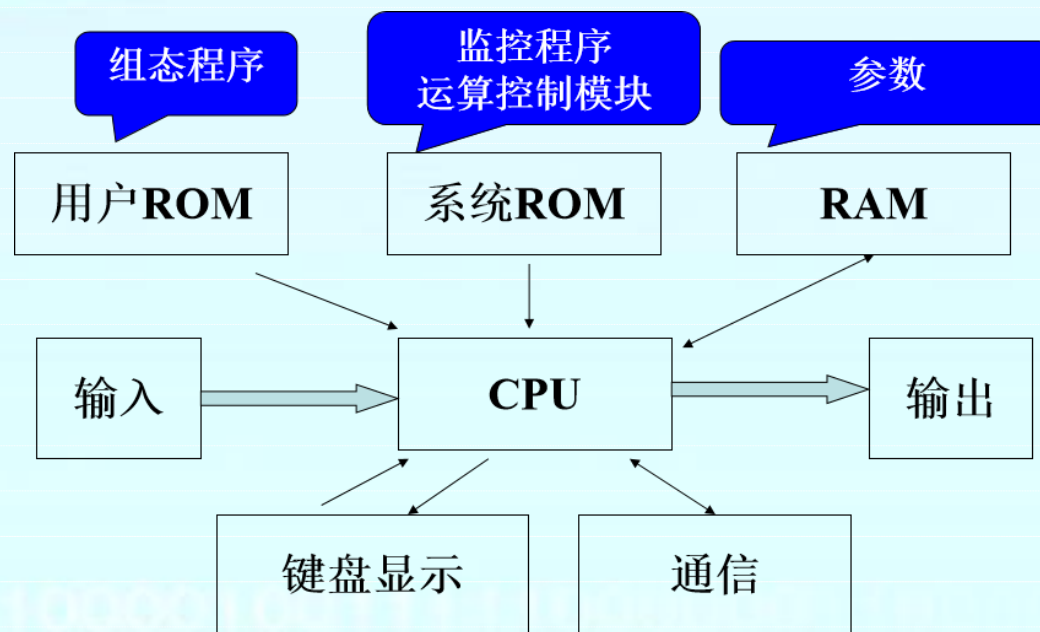 组态程序
监控程序
运算控制模块
参数
用户ROM
系统ROM
RAM
输入
CPU
输出
键盘显示
通信